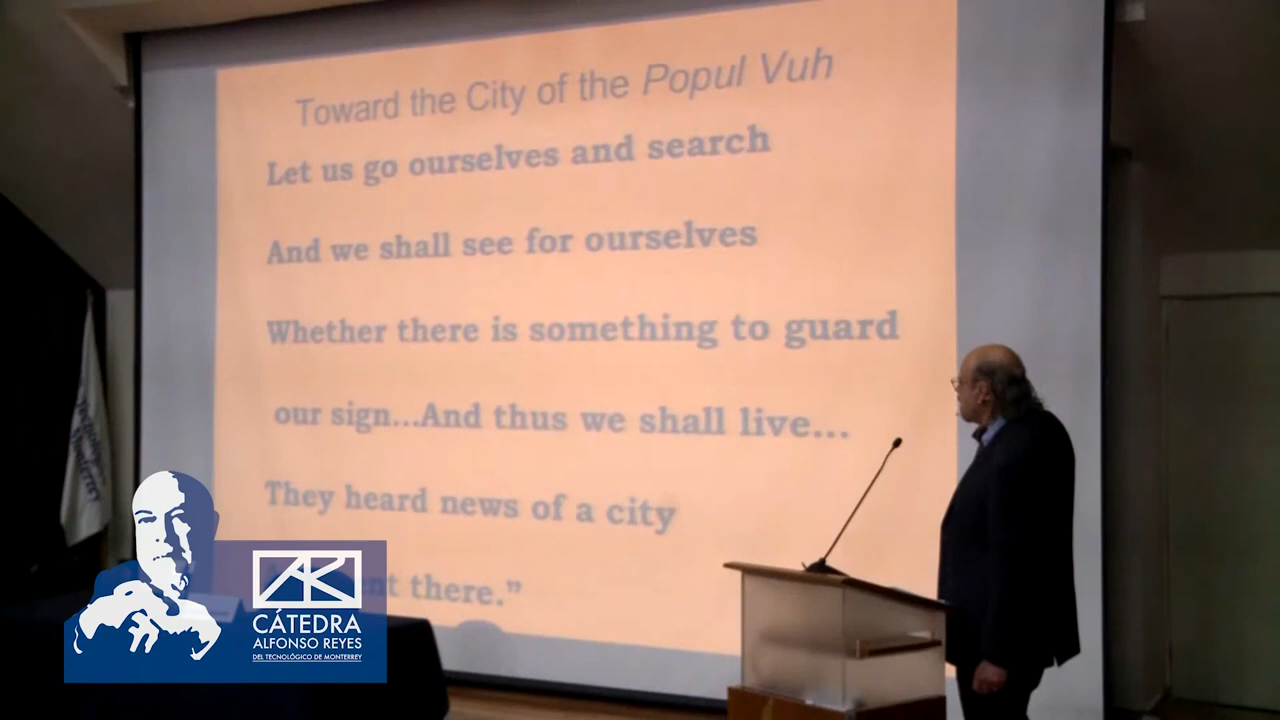 Toward the City of the Popul Vuh
Let us go ourselves and search
And we shall see for ourselves
Whether there is something to guard
our sign...And thus we shall live...
They heard news of a city
there.”
Tecnológico
Monterrey
CÁTEDRA
ALFONSO REYES
DEL TECNOLÓGICO DE MONTERREY